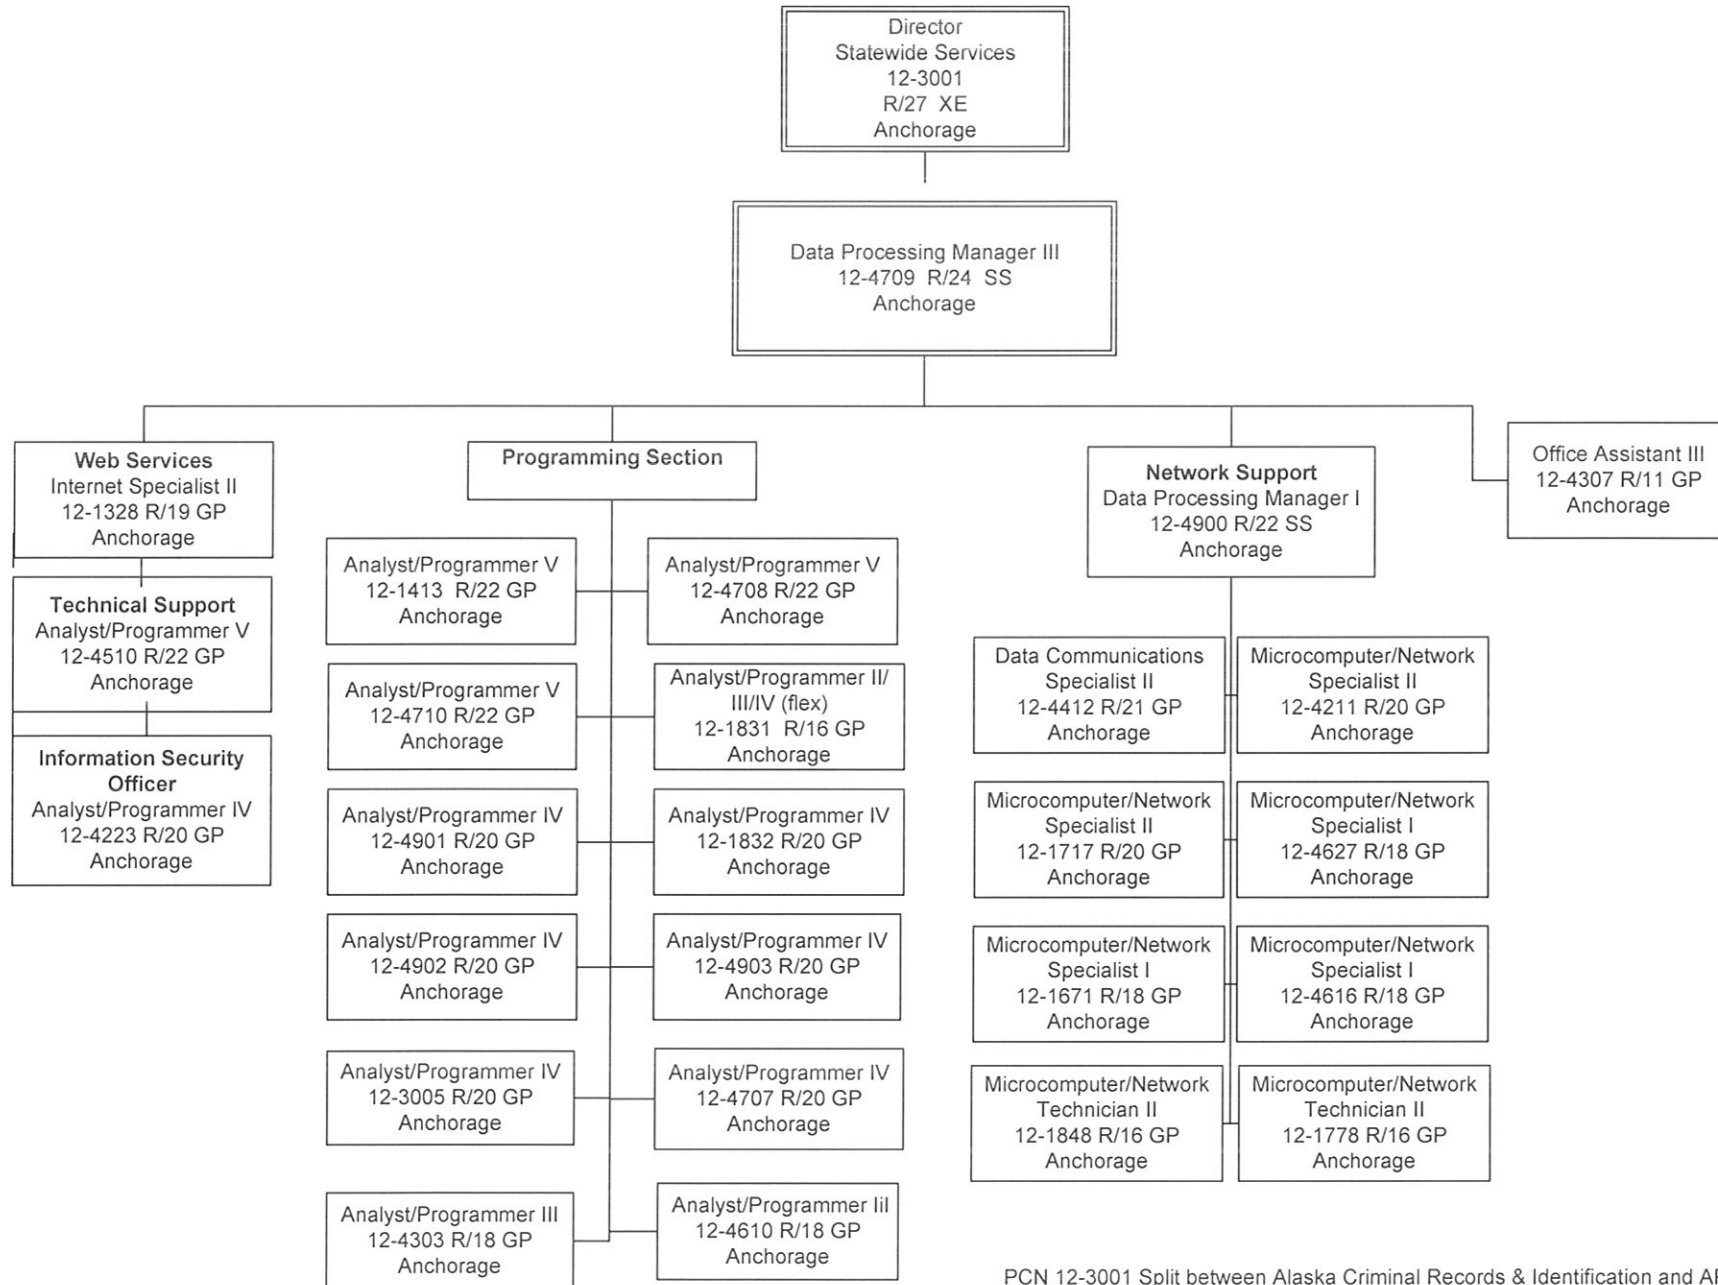 Director
Statewide Services
12-3001
R/27 XE
Anchorage
Data Processing Manager III
12-4709 R/24 SS
Anchorage
Web Services
Internet Specialist II
12-1328 R/19 GP
Anchorage
Technical Support
Analyst/Programmer V
12-4510 R/22 GP
Anchorage
Information Security
Officer
Analyst/Programmer IV
12-4223 R/20 GP
Anchorage
Programming Section
Analyst/Programmer V
12-1413 R/22 GP
Anchorage
Analyst/Programmer V
12-4708 R/22 GP
Anchorage
Analyst/Programmer V
12-4710 R/22 GP
Anchorage
Analyst/Programmer II/
III/IV (flex)
12-1831 R/16 GP
Anchorage
Analyst/Programmer IV
12-4901 R/20 GP
Anchorage
Analyst/Programmer IV
12-1832 R/20 GP
Anchorage
Analyst/Programmer IV
12-4902 R/20 GP
Anchorage
Analyst/Programmer IV
12-4903 R/20 GP
Anchorage
Analyst/Programmer IV
12-3005 R/20 GP
Anchorage
Analyst/Programmer IV
12-4707 R/20 GP
Anchorage
Analyst/Programmer III
12-4303 R/18 GP
Anchorage
Analyst/Programmer IiI
12-4610 R/18 GP
Anchorage
Network Support
Data Processing Manager I
12-4900 R/22 SS
Anchorage
Data Communications
Specialist II
12-4412 R/21 GP
Anchorage
Microcomputer/Network
Specialist II
12-4211 R/20 GP
Anchorage
Microcomputer/Network
Specialist II
12-1717 R/20 GP
Anchorage
Microcomputer/Network
Specialist I
12-4627 R/18 GP
Anchorage
Microcomputer/Network
Specialist I
12-1671 R/18 GP
Anchorage
Microcomputer/Network
Specialist I
12-4616 R/18 GP
Anchorage
Microcomputer/Network
Technician II
12-1848 R/16 GP
Anchorage
Microcomputer/Network
Technician II
12-1778 R/16 GP
Anchorage
Office Assistant III
12-4307 R/11 GP
Anchorage
PCN 12-3001 Split between Alaska Criminal Records & Identification and